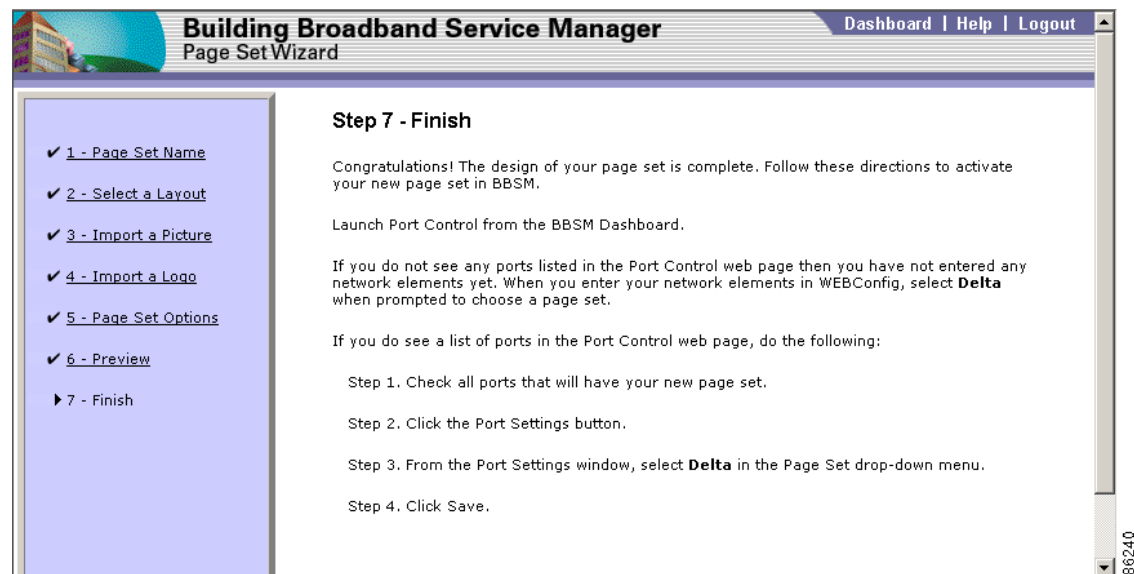 Building Broadband Service Manager
Page Set Wizard
Dashboard | Help | Logout
✔ 1 - Page Set Name
✔ 2 - Select a Layout
✔ 3 - Import a Picture
✔ 4 - Import a Logo
✔ 5 - Page Set Options
✔ 6 - Preview
7 - Finish
Step 7 - Finish
Congratulations! The design of your page set is complete. Follow these directions to activate
your new page set in BBSM.
Launch Port Control from the BBSM Dashboard.
If you do not see any ports listed in the Port Control web page then you have not entered any
network elements yet. When you enter your network elements in WEBConfig, select Delta
when prompted to choose a page set.
If you do see a list of ports in the Port Control web page, do the following:
Step 1. Check all ports that will have your new page set.
Step 2. Click the Port Settings button.
Step 3. From the Port Settings window, select Delta in the Page Set drop-down menu.
Step 4. Click Save.
86240